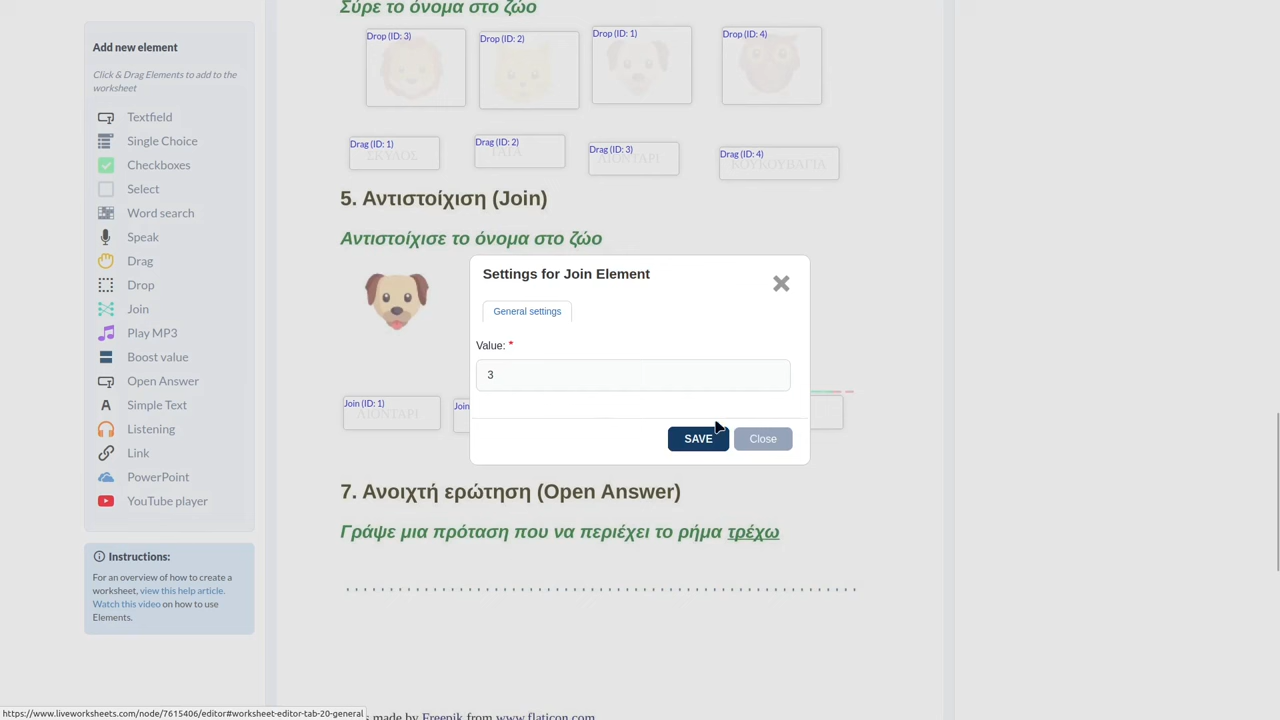 Σύρε το όνομα στο ζώο
Add new element
Click & Drag Elements to add to the
worksheet
Textfield
Single Choice
Checkboxes
Select
Word search
Speak
Drag
Drop
Join
Play MP3
Boost value
Open Answer
Simple Text
Listening
Link
PowerPoint
YouTube player
Instructions:
For an overview of how to create a
worksheet, view this help article.
Watch this video on how to use
Elements.
Drop (ID: 3)
Drop (ID: 2)
Drop (ID: 1)
Drop (ID: 4)
Drag (ID: 1)
ΣΚΥΛΟΣ
Drag (ID: 2)
ΓΑΤΑ
Drag (ID: 3)
ΛΙΟΝΤΑΡΙ
Drag (ID: 4)
ΚΟΥΚΟΥΒΑΓΙΑ
5. Αντιστοίχιση (Join)
Αντιστοίχισε το όνομα στο ζώο
Settings for Join Element
General settings
Value: *
3
SAVE
Close
Join (ID: 1)
ΛΙΟΝΤΑΡΙ
Join
7. Ανοιχτή ερώτηση (Open Answer)
Γράψε μια πρόταση που να περιέχει το ρήμα τρέχω
made by Freepik from www.flaticon.com
https://www.liveworksheets.com/node/7615406/editor#worksheet-editor-tab-20-general